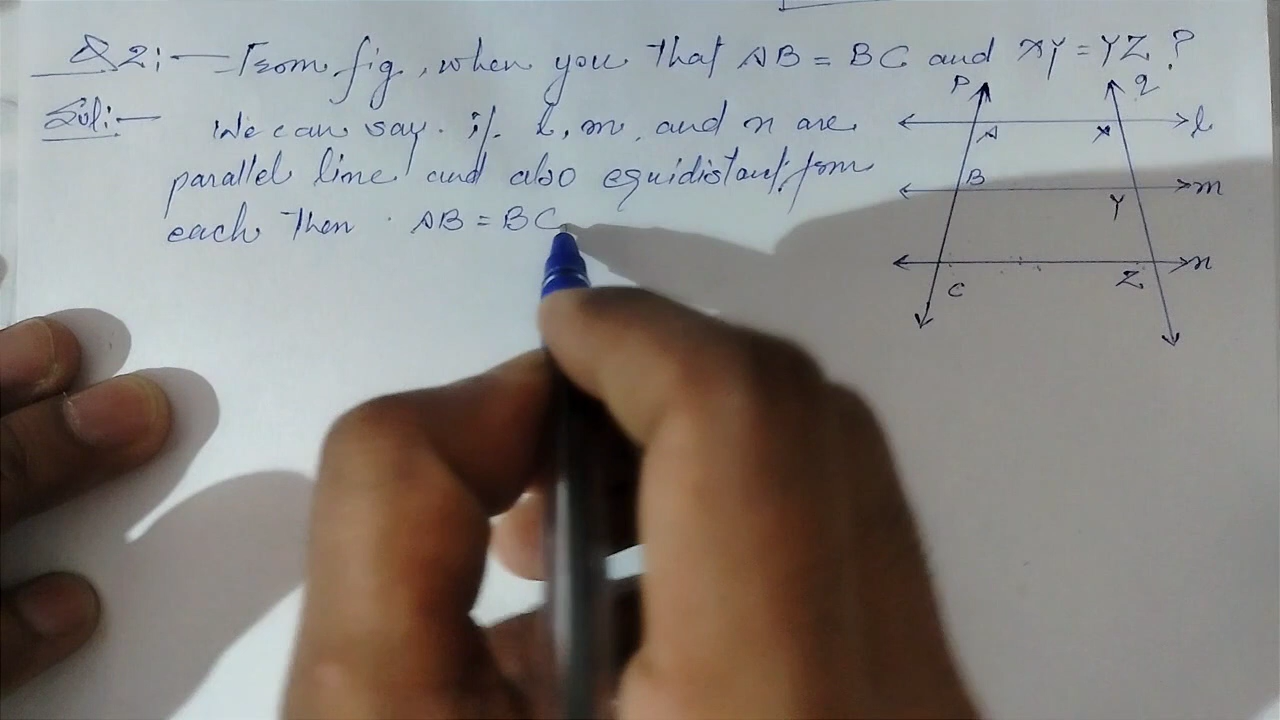 Q2:— From fig, when you that AB = BC and XY = YZ ?
Sol:— We can say. if. l, m, and n are
parallel line and also equidistant from
each then AB = BC
P q
A X l
B Y m
C Z n